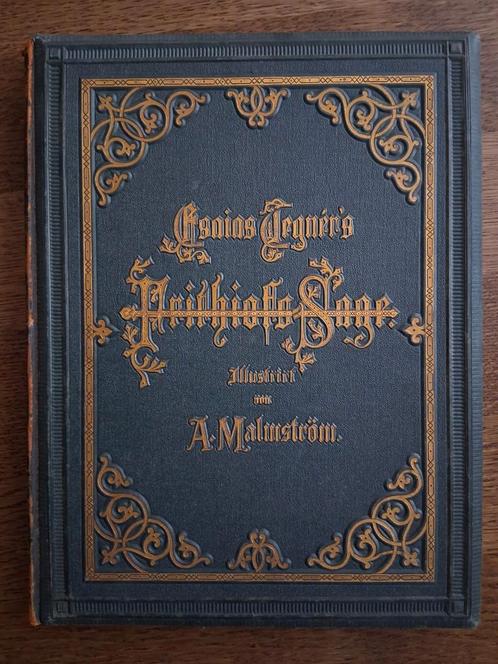 Esaias Tegnér's
Frithiofs Sage.
Illustrirt
von
A. Malmström.